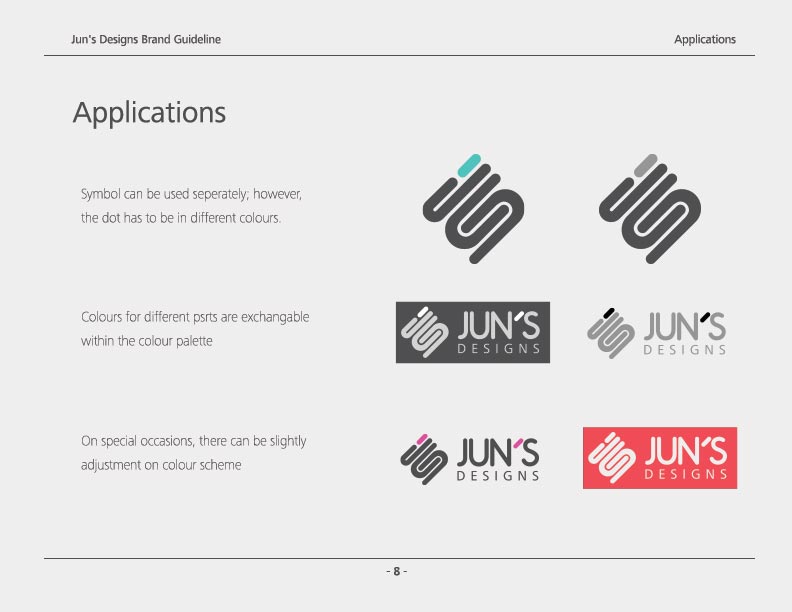 Jun's Designs Brand Guideline
Applications
Applications
Symbol can be used seperately; however,
the dot has to be in different colours.
Colours for different psrts are exchangable
within the colour palette
JUN'S
DESIGNS
JUN'S
DESIGNS
On special occasions, there can be slightly
adjustment on colour scheme
JUN'S
DESIGNS
JUN'S
DESIGNS
- 8 -